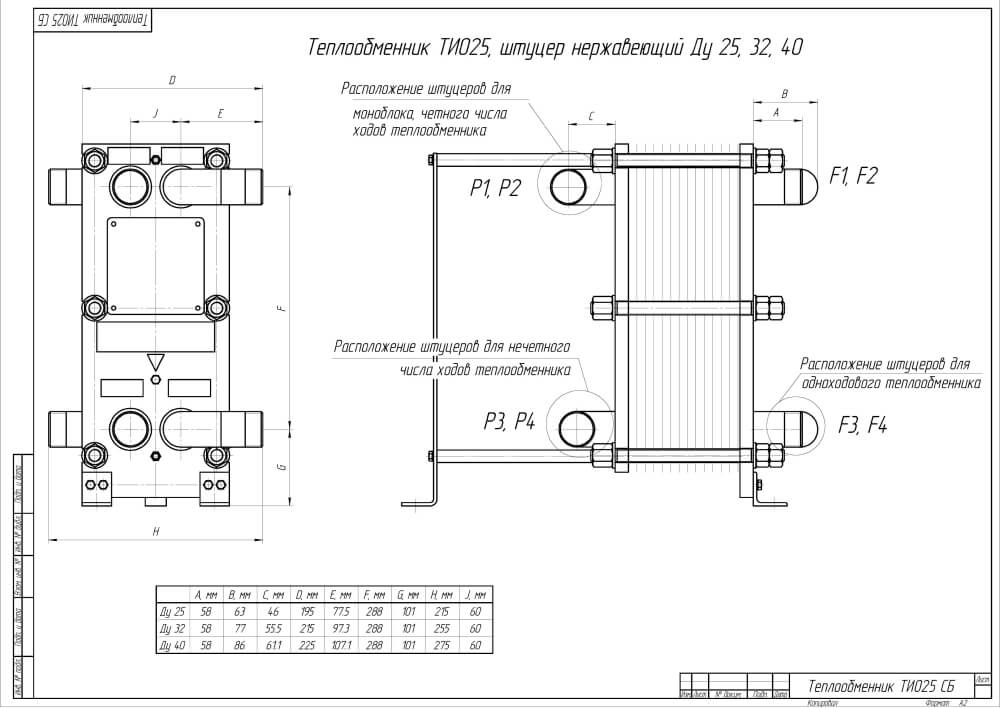 Теплообменник ТИ025 СБ
Теплообменник ТИ025, штуцер нержавеющий Ду 25, 32, 40
D
J
E
F
G
H
Расположение штуцеров для
моноблока, четного числа
ходов теплообменника
C
B
A
P1, P2
F1, F2
Расположение штуцеров для нечетного
числа ходов теплообменника
P3, P4
Расположение штуцеров для
одноходового теплообменника
F3, F4
A, мм B, мм C, мм D, мм E, мм F, мм G, мм H, мм J, мм
Ду 25 58 63 46 195 77.5 288 101 215 60
Ду 32 58 77 55.5 215 97.3 288 101 255 60
Ду 40 58 86 61.1 225 107.1 288 101 275 60
Подп. и дата
Инв. № дубл.
Взам. инв. №
Подп. и дата
Инв. № подл.
Изм. Лист № докум. Подп. Дата
Теплообменник ТИ025 СБ
Лист
Копировал Формат A2